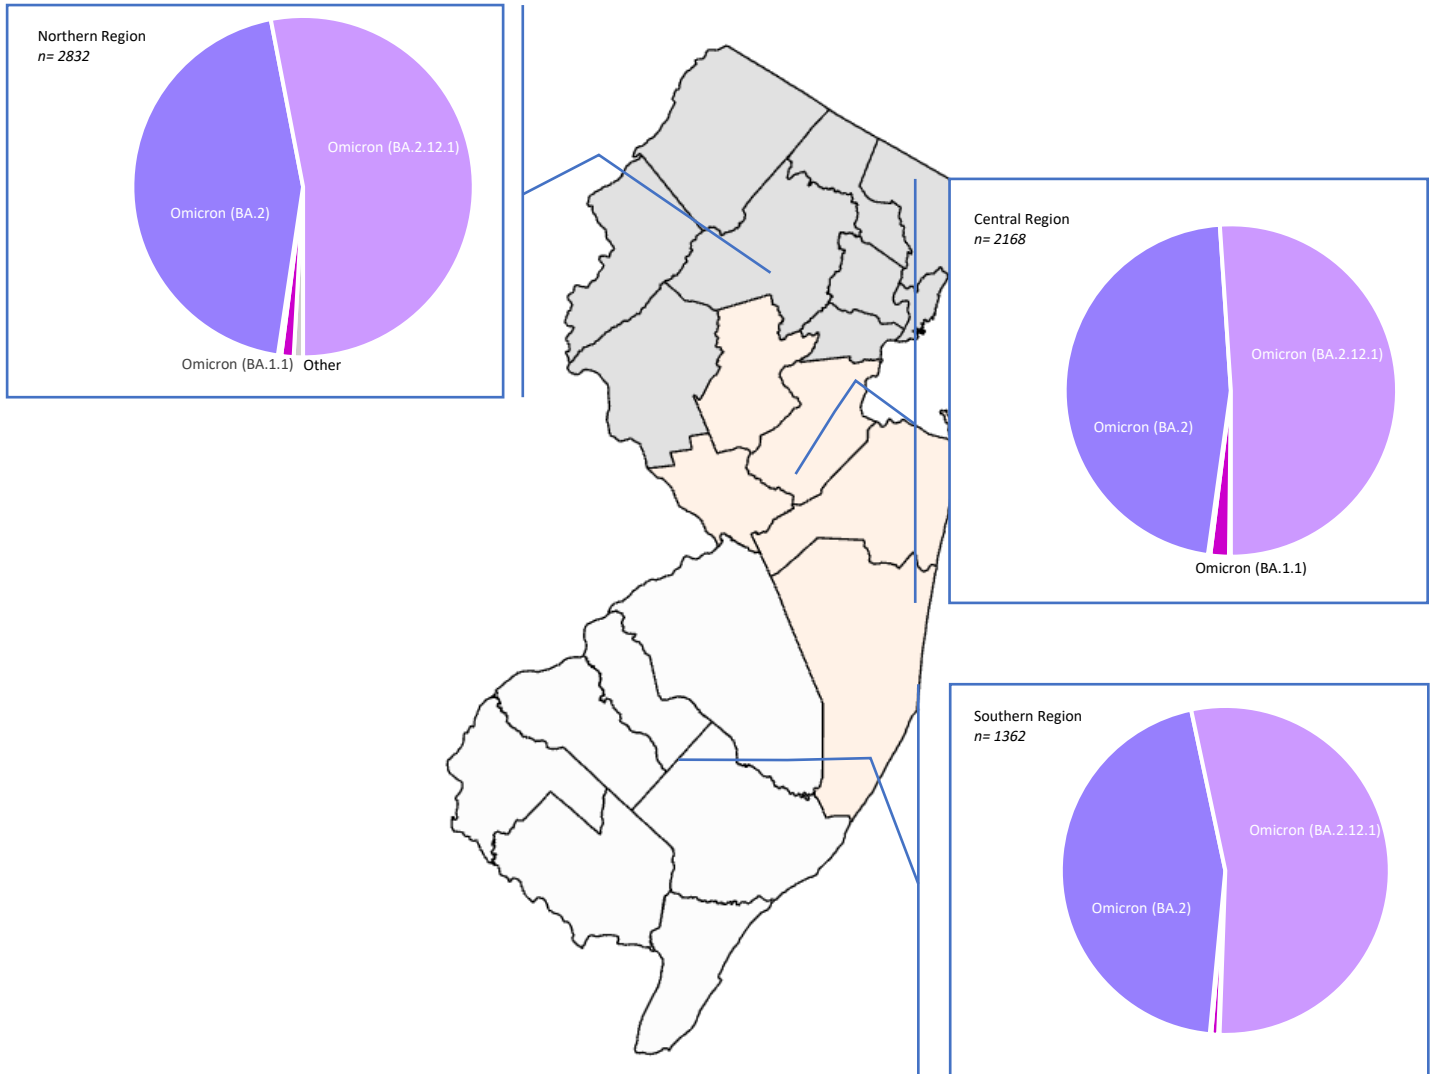 Northern Region
n= 2832
Omicron (BA.2.12.1)
Omicron (BA.2)
Omicron (BA.1.1)
Other
Central Region
n= 2168
Omicron (BA.2.12.1)
Omicron (BA.2)
Omicron (BA.1.1)
Southern Region
n= 1362
Omicron (BA.2.12.1)
Omicron (BA.2)